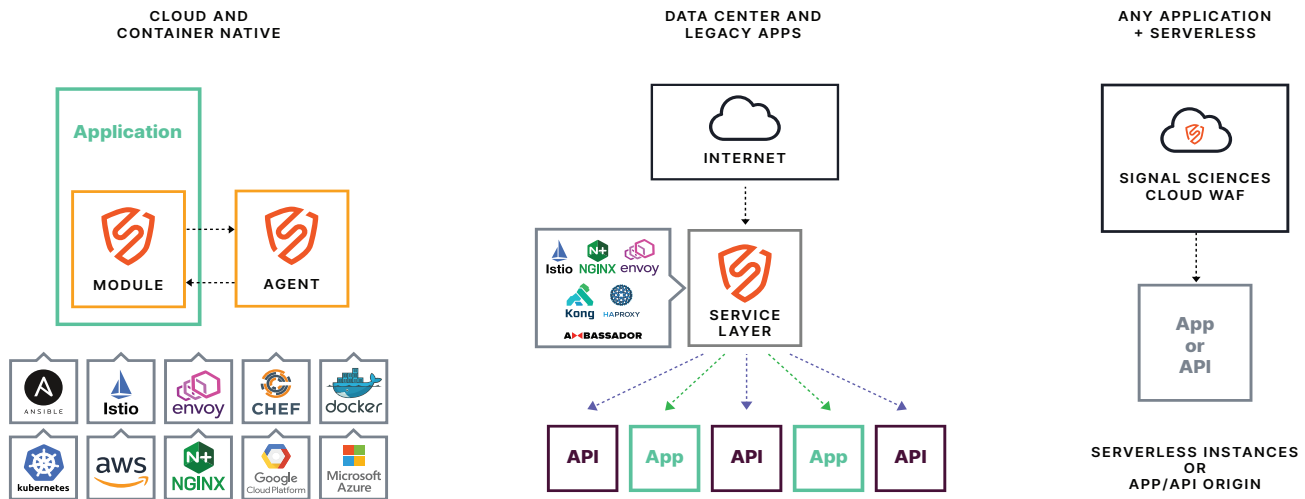 CLOUD AND
CONTAINER NATIVE
Application
MODULE
AGENT
ANSIBLE
Istio
envoy
CHEF
docker
kubernetes
aws
N+
NGINX
Google
Cloud Platform
Microsoft
Azure
DATA CENTER AND
LEGACY APPS
INTERNET
Istio
N+
NGINX
envoy
Kong
HAPROXY
AMBASSADOR
SERVICE
LAYER
API
App
API
App
API
ANY APPLICATION
+ SERVERLESS
SIGNAL SCIENCES
CLOUD WAF
App
or
API
SERVERLESS INSTANCES
OR
APP/API ORIGIN